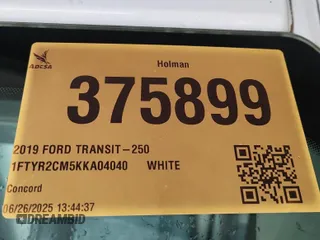 ADESA
Holman
375899
2019 FORD TRANSIT-250
1FTYR2CM5KKA04040 WHITE
Concord
06/26/2025 13:44:37
DREAMBID